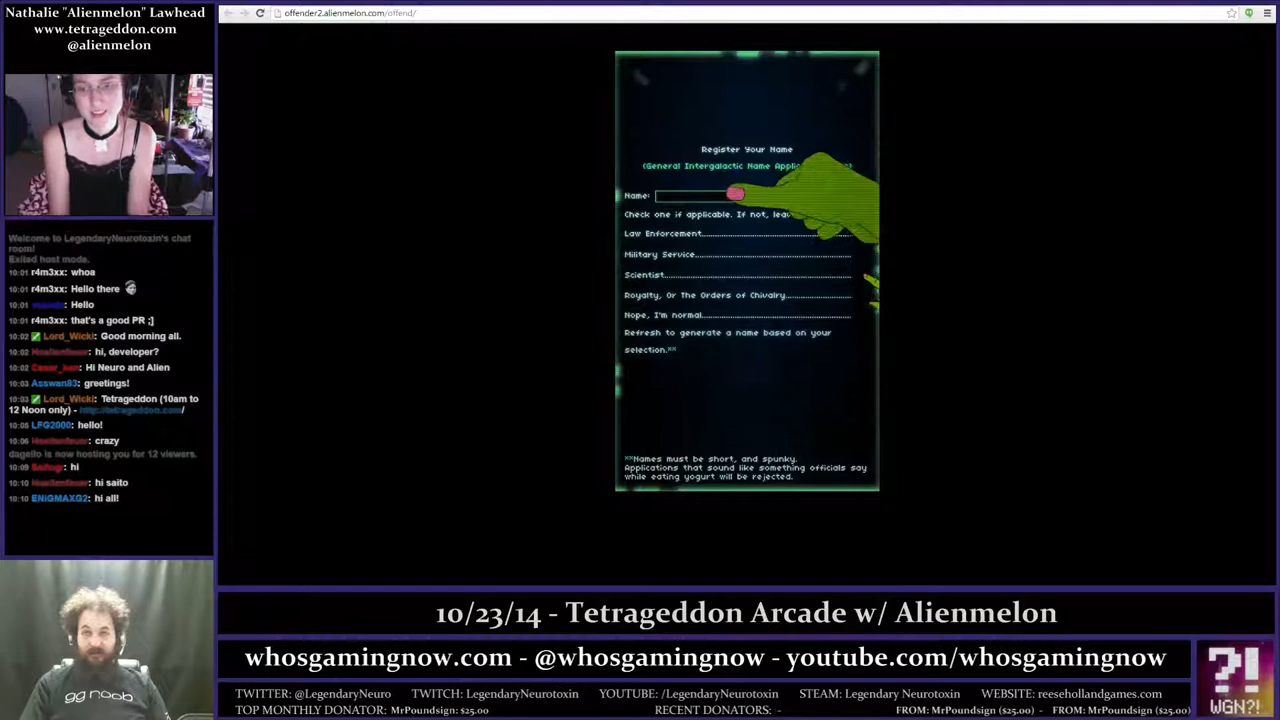 Nathalie "Alienmelon" Lawhead
www.tetrageddon.com
@alienmelon
offender2.alienmelon.com/offend/
Welcome to LegendaryNeurotoxin's chat
room!
Exited host mode.
10:01 r4m3xx: whoa
10:01 r4m3xx: Hello there
10:01 : Hello
10:01 r4m3xx: that's a good PR ;]
10:02 Lord_Wicki: Good morning all.
10:02 : hi, developer?
10:02 : Hi Neuro and Alien
10:03 Asswan83: greetings!
10:03 Lord_Wicki: Tetrageddon (10am to
12 Noon only) - http://tetrageddon.com/
10:05 LFG2000: hello!
10:06 : crazy
dagello is now hosting you for 12 viewers.
10:09 : hi
10:10 : hi saito
10:10 ENiGMAXG2: hi all!
Register Your Name
(General Intergalactic Name
Name:
Check one if applicable. If not,
Law Enforcement
Military Service
Scientist
Royalty, Or The Orders of Chivalry
Nope, I'm normal
Refresh to generate a name based on your
selection.**
**Names must be short, and spunky.
Applications that sound like something officials say
while eating yogurt will be rejected.
gg noob
10/23/14 - Tetrageddon Arcade w/ Alienmelon
whosgamingnow.com - @whosgamingnow - youtube.com/whosgamingnow
?!
WGN?!
TWITTER: @LegendaryNeuro TWITCH: LegendaryNeurotoxin YOUTUBE: /LegendaryNeurotoxin STEAM: Legendary Neurotoxin WEBSITE: reesehollandgames.com
TOP MONTHLY DONATOR: MrPoundsign: $25.00 RECENT DONATORS: - FROM: MrPoundsign ($25.00) - FROM: MrPoundsign ($25.00)